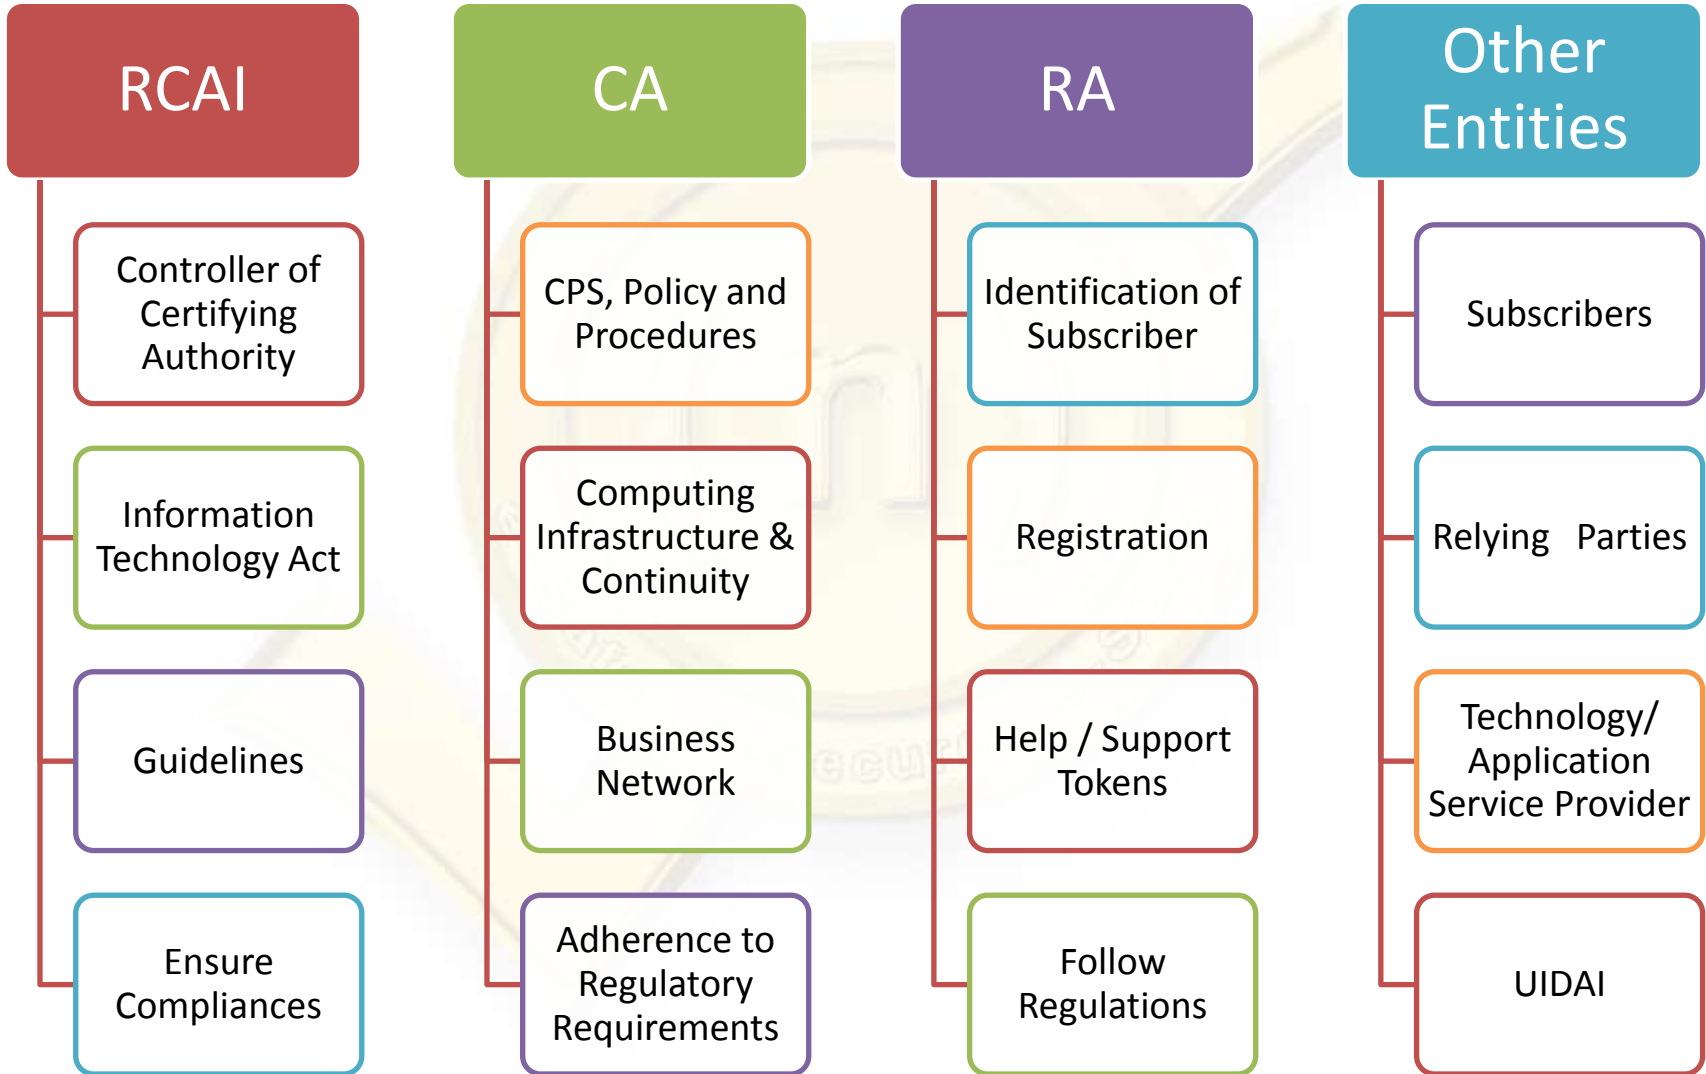 RCAI
Controller of
Certifying
Authority
Information
Technology Act
Guidelines
Ensure
Compliances
CA
CPS, Policy and
Procedures
Computing
Infrastructure &
Continuity
Business
Network
Adherence to
Regulatory
Requirements
RA
Identification of
Subscriber
Registration
Help / Support
Tokens
Follow
Regulations
Other
Entities
Subscribers
Relying Parties
Technology/
Application
Service Provider
UIDAI